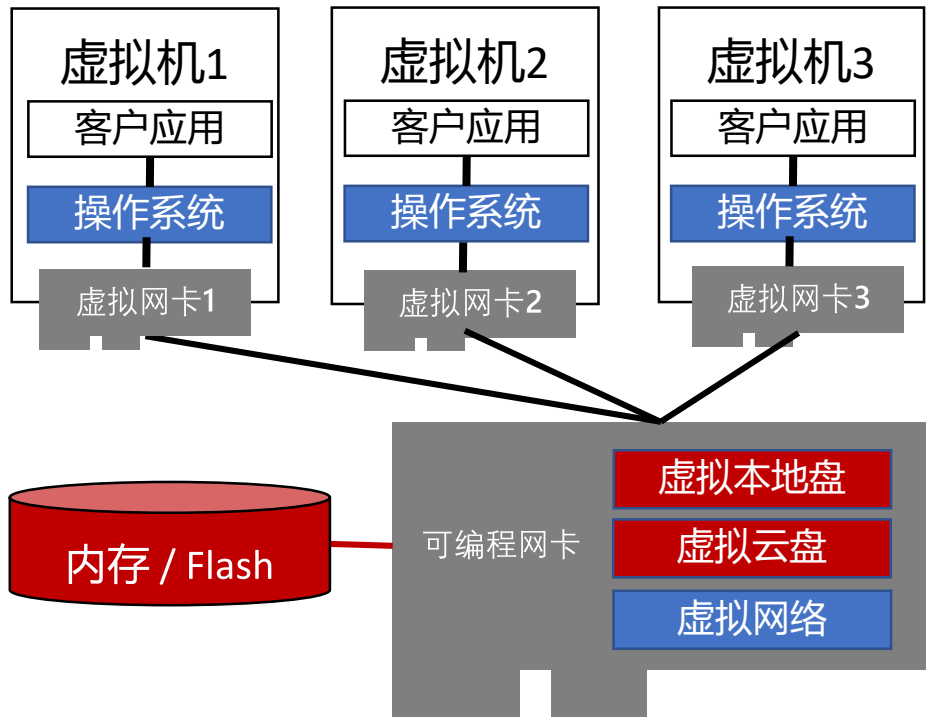 虚拟机1
客户应用
操作系统
虚拟网卡1
虚拟机2
客户应用
操作系统
虚拟网卡2
虚拟机3
客户应用
操作系统
虚拟网卡3
内存 / Flash
可编程网卡
虚拟本地盘
虚拟云盘
虚拟网络